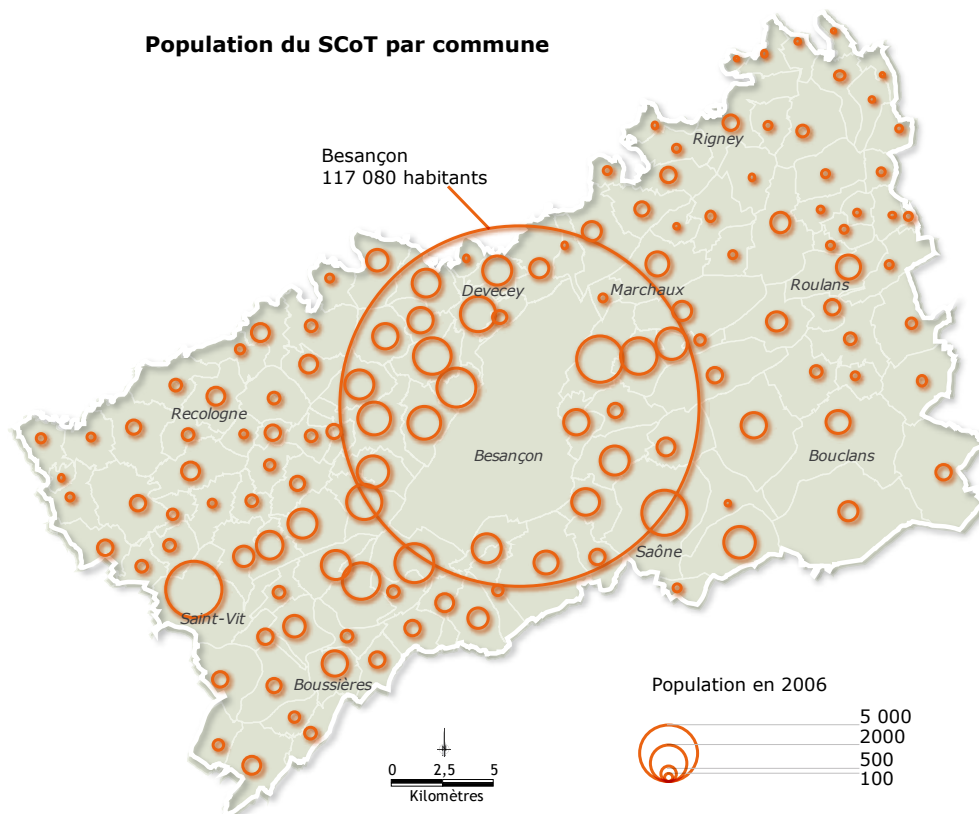 Population du SCoT par commune
Besançon
117 080 habitants
Rigney
Devecey
Marchaux
Roulans
Recologne
Besançon
Bouclans
Saône
Saint-Vit
Boussières
Population en 2006
5 000
2000
500
100
0 2,5 5
Kilomètres